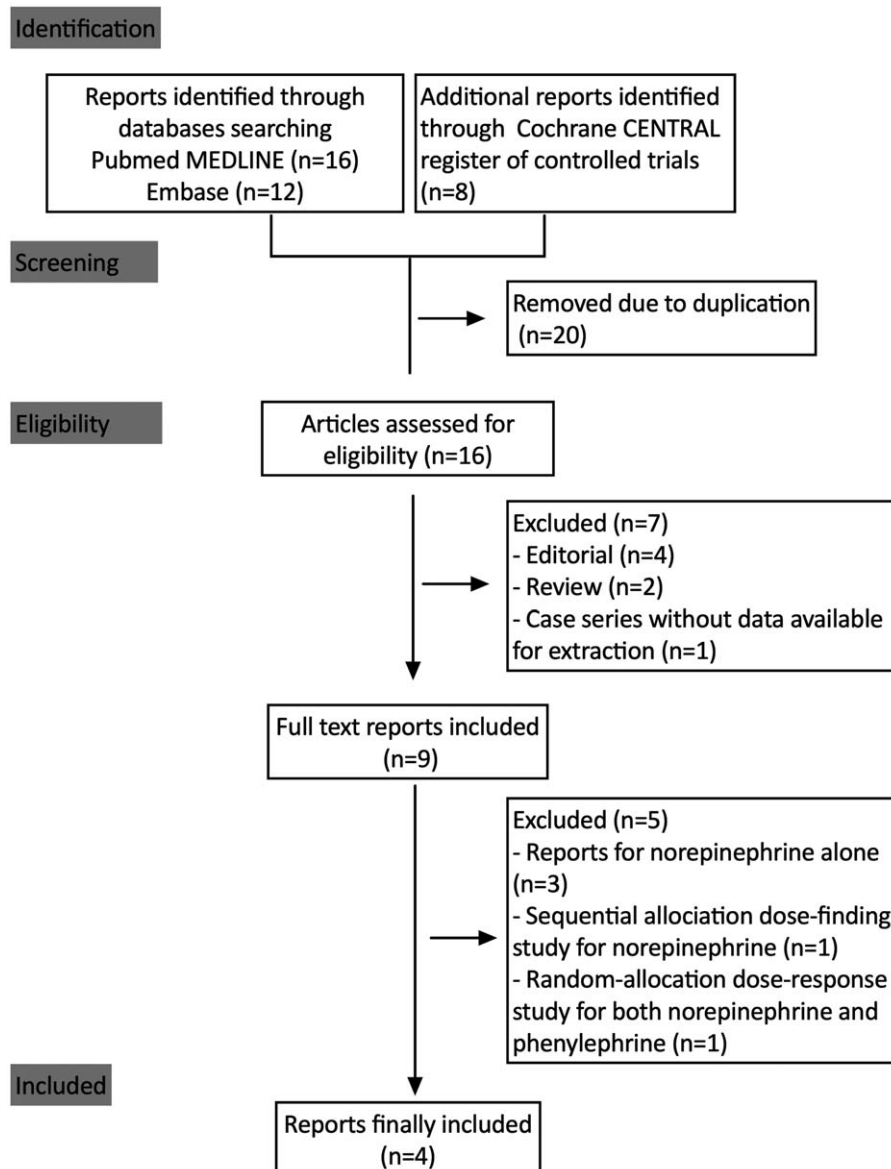 Identification
Reports identified through
databases searching
Pubmed MEDLINE (n=16)
Embase (n=12)
Additional reports identified
through Cochrane CENTRAL
register of controlled trials
(n=8)
Screening
Removed due to duplication
(n=20)
Eligibility
Articles assessed for
eligibility (n=16)
Excluded (n=7)
- Editorial (n=4)
- Review (n=2)
- Case series without data available
for extraction (n=1)
Full text reports included
(n=9)
Excluded (n=5)
- Reports for norepinephrine alone
(n=3)
- Sequential allociation dose-finding
study for norepinephrine (n=1)
- Random-allocation dose-response
study for both norepinephrine and
phenylephrine (n=1)
Included
Reports finally included
(n=4)